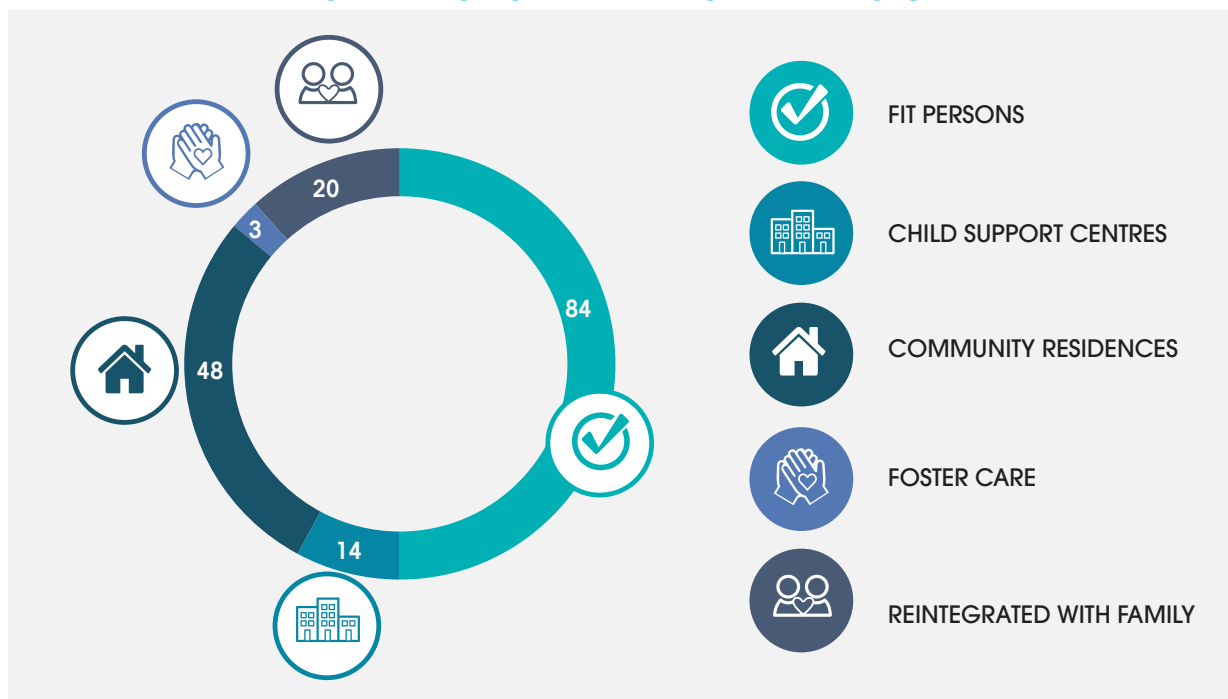 20
3
84
48
14
FIT PERSONS
CHILD SUPPORT CENTRES
COMMUNITY RESIDENCES
FOSTER CARE
REINTEGRATED WITH FAMILY